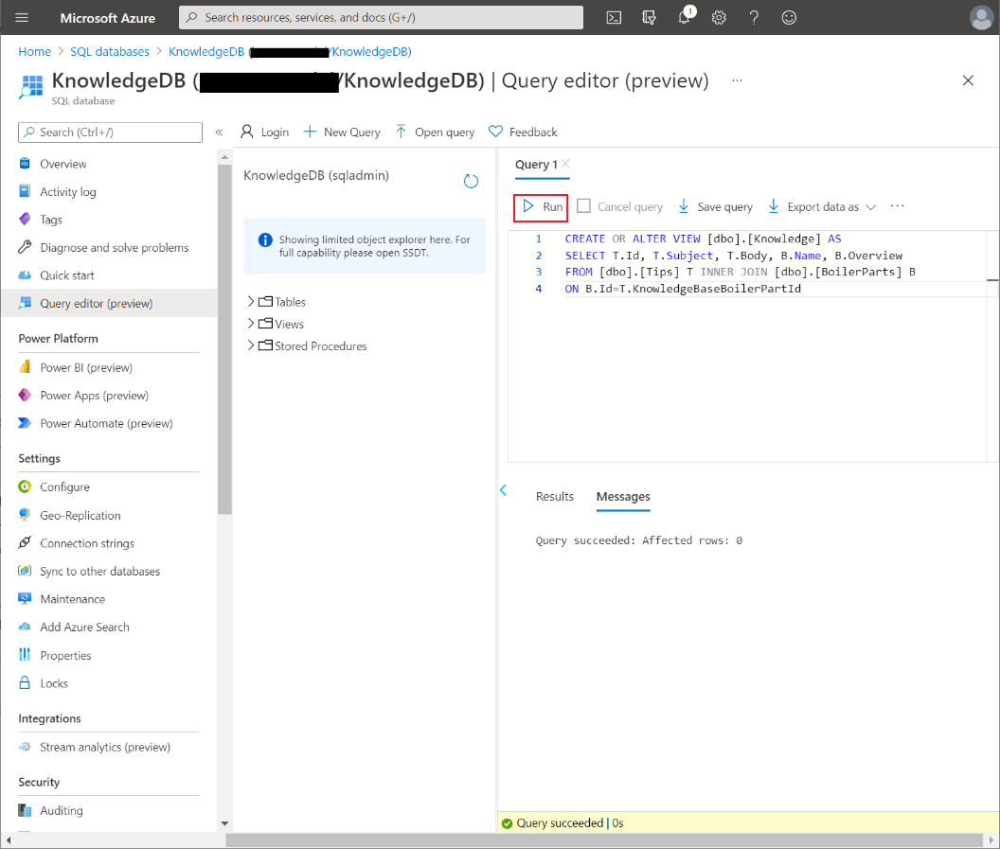 Microsoft Azure
Search resources, services, and docs (G+/)
1
Home > SQL databases > KnowledgeDB ( /KnowledgeDB)
KnowledgeDB ( /KnowledgeDB) | Query editor (preview) ...
SQL database
Search (Ctrl+/)
«
Login
New Query
Open query
Feedback
Overview
Activity log
Tags
Diagnose and solve problems
Quick start
Query editor (preview)
Power Platform
Power BI (preview)
Power Apps (preview)
Power Automate (preview)
Settings
Configure
Geo-Replication
Connection strings
Sync to other databases
Maintenance
Add Azure Search
Properties
Locks
Integrations
Stream analytics (preview)
Security
Auditing
KnowledgeDB (sqladmin)
Showing limited object explorer here. For
full capability please open SSDT.
Tables
Views
Stored Procedures
Query 1
Run
Cancel query
Save query
Export data as
...
1 CREATE OR ALTER VIEW [dbo].[Knowledge] AS
2 SELECT T.Id, T.Subject, T.Body, B.Name, B.Overview
3 FROM [dbo].[Tips] T INNER JOIN [dbo].[BoilerParts] B
4 ON B.Id=T.KnowledgeBaseBoilerPartId
Results
Messages
Query succeeded: Affected rows: 0
Query succeeded | 0s